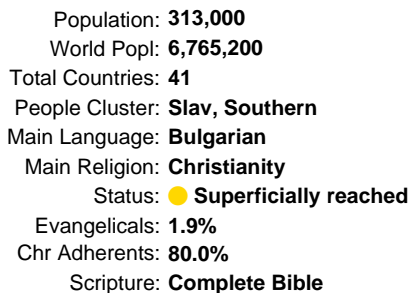 Population: 313,000
World Popl: 6,765,200
Total Countries: 41
People Cluster: Slav, Southern
Main Language: Bulgarian
Main Religion: Christianity
Status: Superficially reached
Evangelicals: 1.9%
Chr Adherents: 80.0%
Scripture: Complete Bible